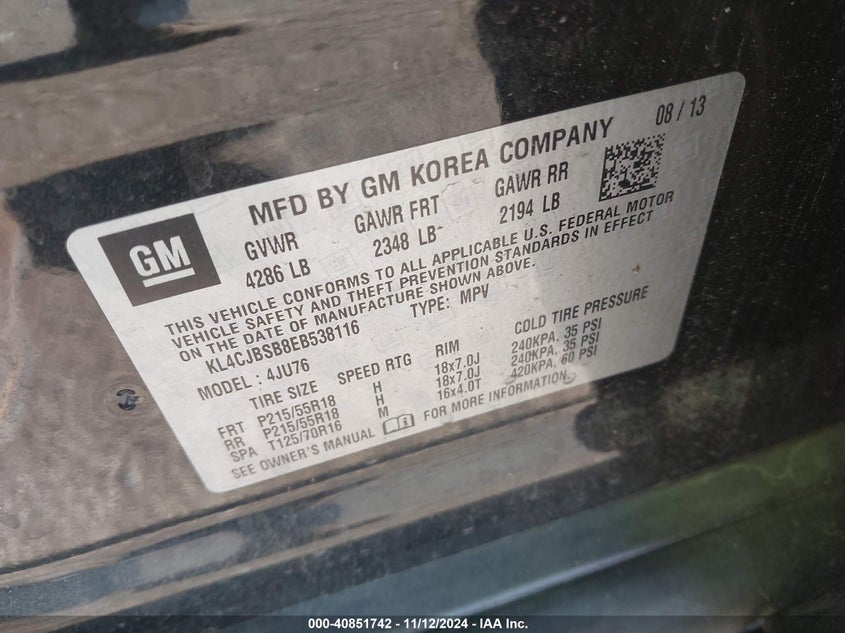 08 / 13
MFD BY GM KOREA COMPANY
GM
GVWR GAWR FRT GAWR RR
4286 LB 2348 LB 2194 LB
THIS VEHICLE CONFORMS TO ALL APPLICABLE U.S. FEDERAL MOTOR
VEHICLE SAFETY AND THEFT PREVENTION STANDARDS IN EFFECT
ON THE DATE OF MANUFACTURE SHOWN ABOVE.
KL4CJBSB8EB538116 TYPE: MPV
MODEL : 4JU76
TIRE SIZE SPEED RTG RIM COLD TIRE PRESSURE
FRT P215/55R18 H 18x7.0J 240KPA, 35 PSI
RR P215/55R18 H 18x7.0J 240KPA, 35 PSI
SPA T125/70R16 M 16x4.0T 420KPA, 60 PSI
SEE OWNER'S MANUAL FOR MORE INFORMATION.
000-40851742 - 11/12/2024 - IAA Inc.